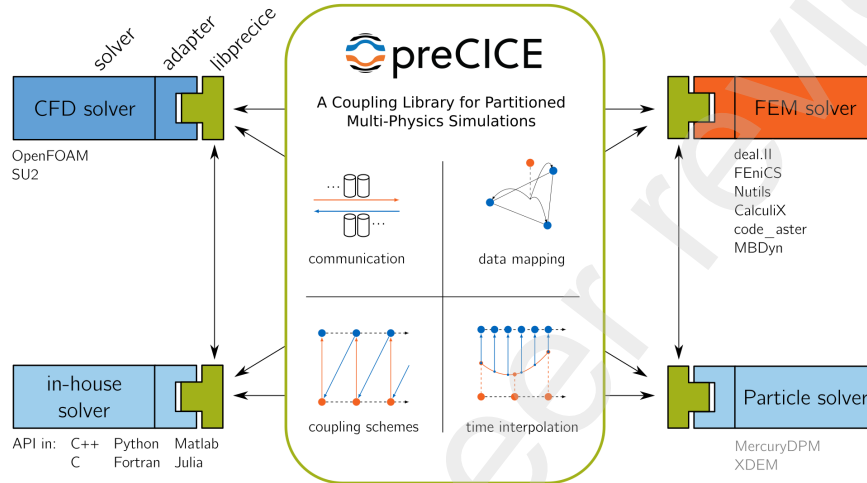 solver
adapter
libprecice
CFD solver
OpenFOAM
SU2
preCICE
A Coupling Library for Partitioned
Multi-Physics Simulations
communication
data mapping
coupling schemes
time interpolation
FEM solver
deal.II
FEniCS
Nutils
CalculiX
code_aster
MBDyn
in-house
solver
API in: C++ Python Matlab
C Fortran Julia
Particle solver
MercuryDPM
XDEM